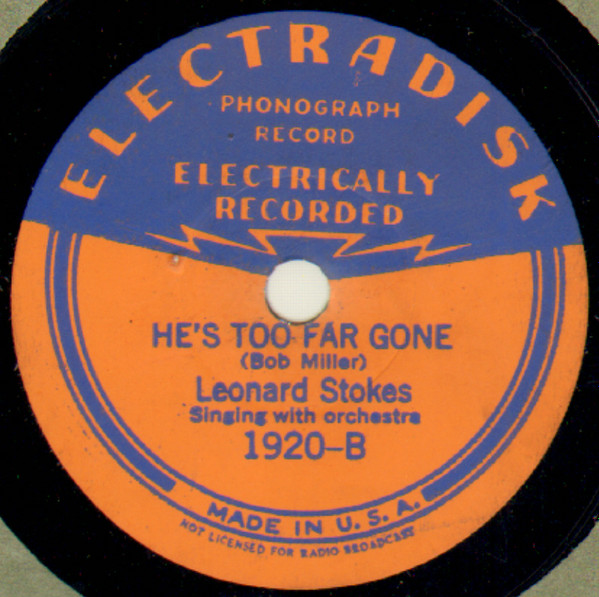 ELECTRADISK
PHONOGRAPH
RECORD
ELECTRICALLY
RECORDED
HE'S TOO FAR GONE
(Bob Miller)
Leonard Stokes
Singing with orchestra
1920-B
MADE IN U.S.A.
NOT LICENSED FOR RADIO BROADCAST